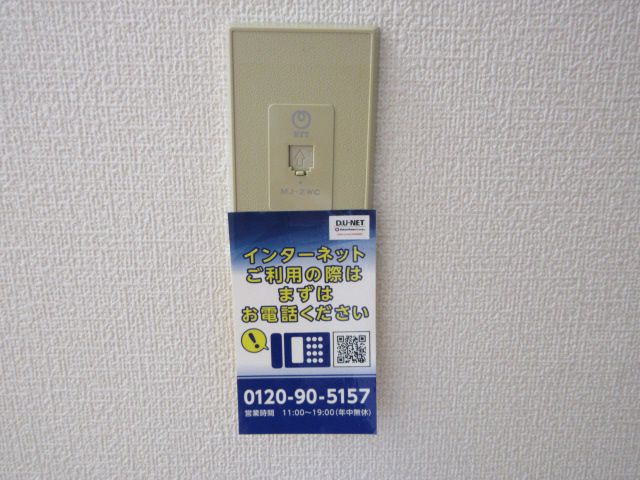 NTT
MJ-2WC
D.U-NET
インターネット
ご利用の際は
まずは
お電話ください
0120-90-5157
営業時間 11:00～19:00(年中無休)